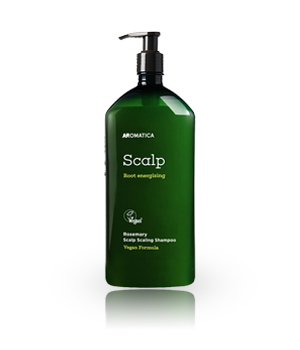 AROMATICA
Scalp
Root energizing
Vegan
Rosemary
Scalp Scaling Shampoo
Vegan Formula